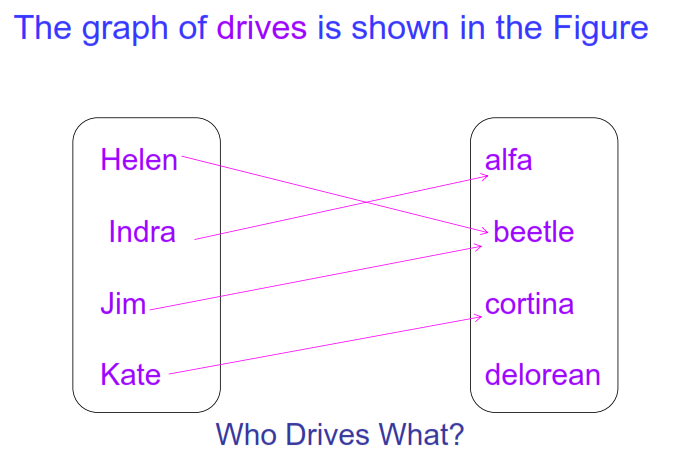 The graph of drives is shown in the Figure
Helen
Indra
Jim
Kate
alfa
beetle
cortina
delorean
Who Drives What?